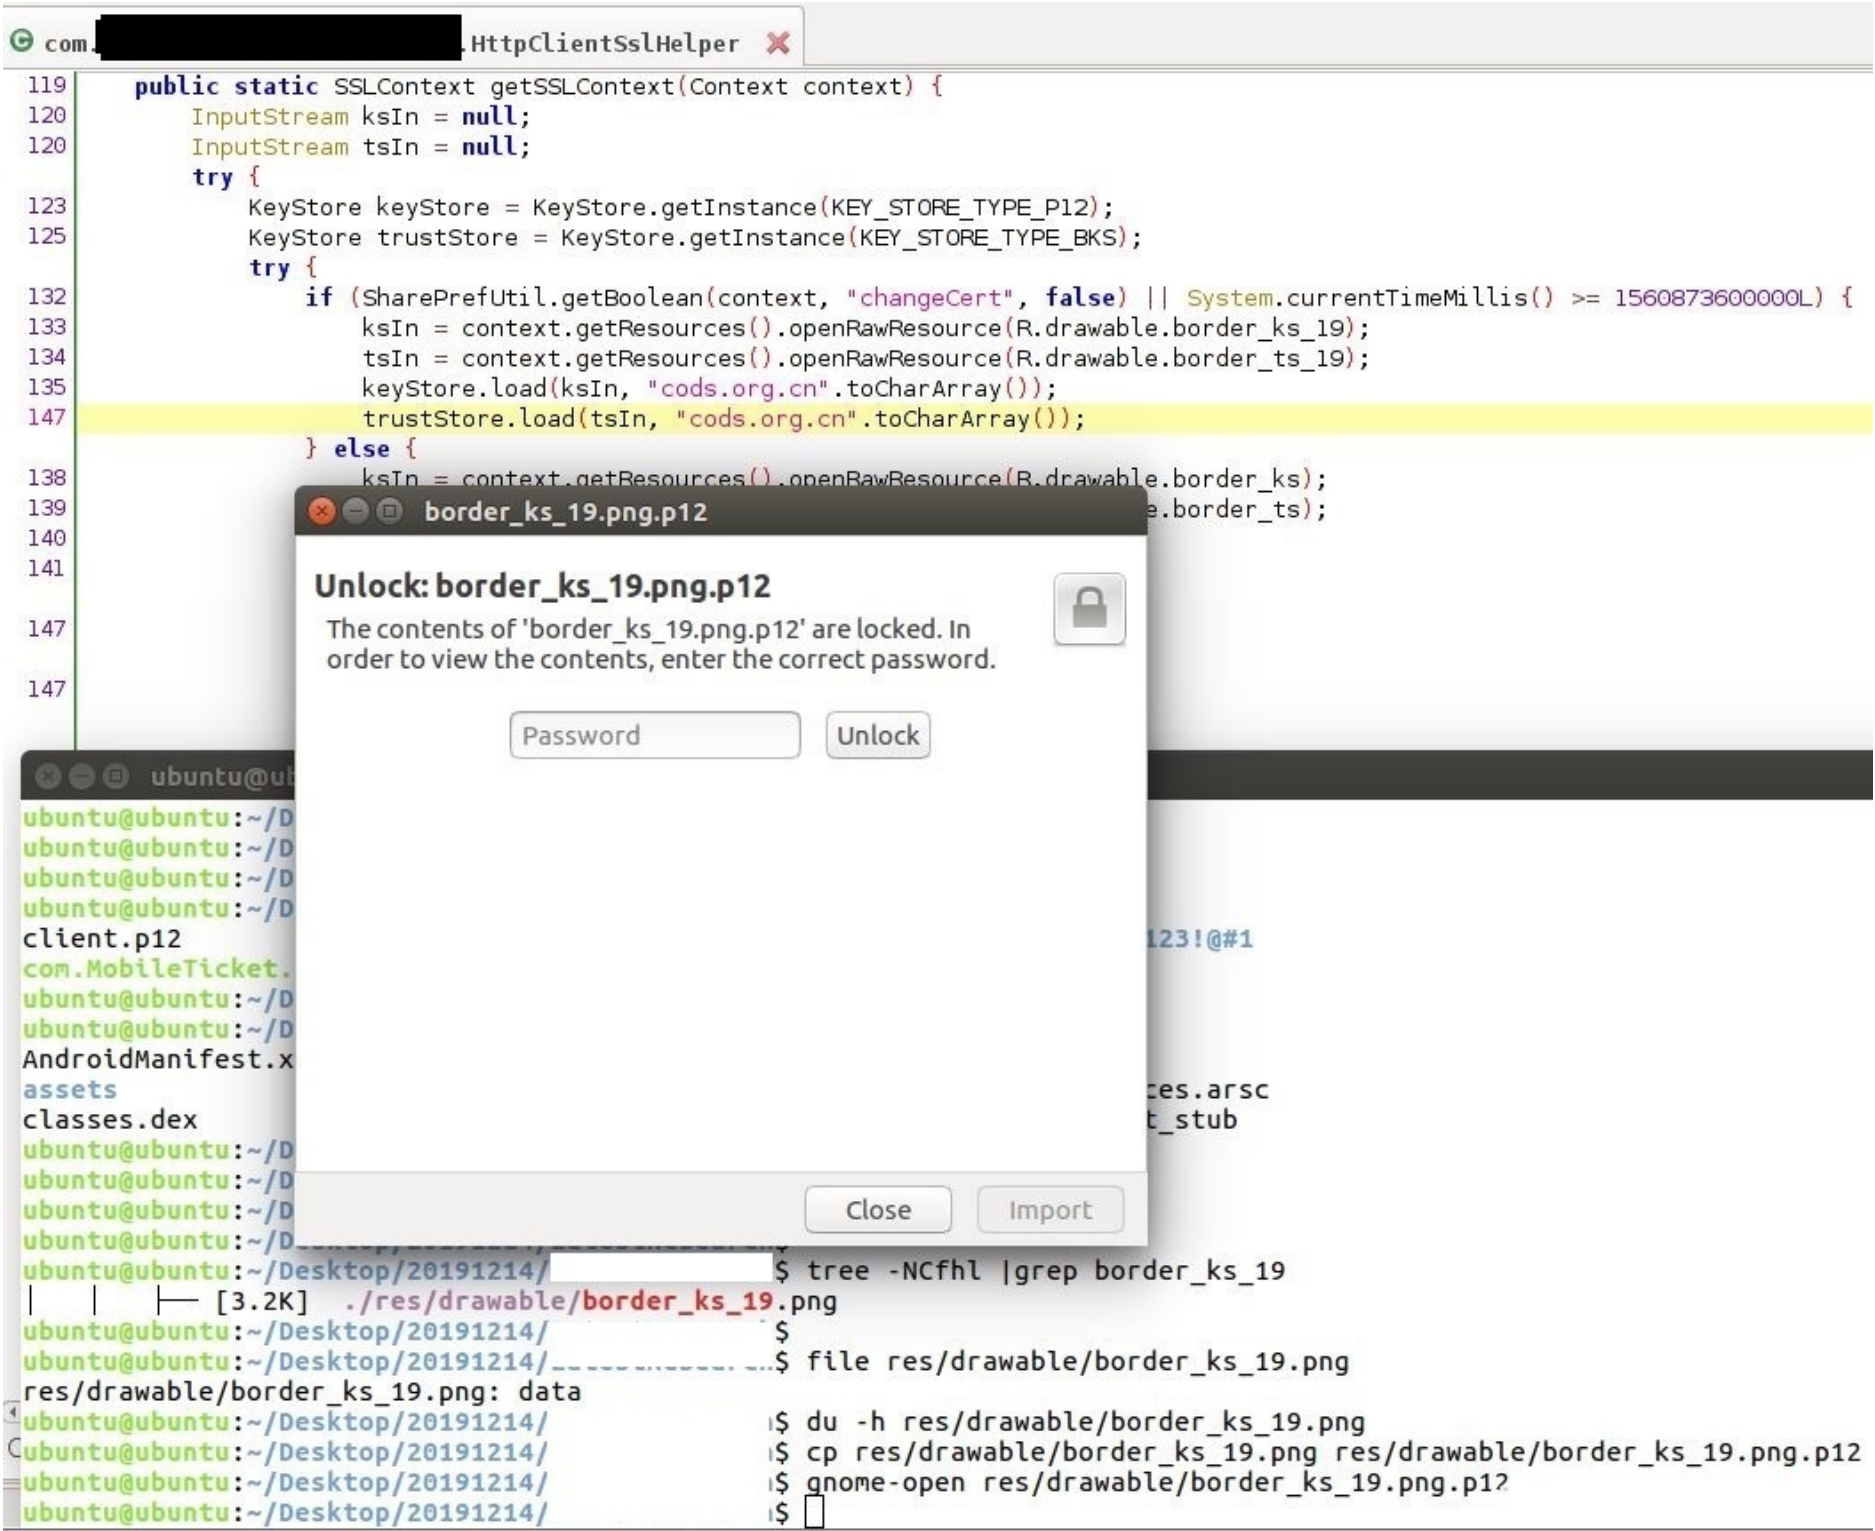 com. .HttpClientSslHelper
119 public static SSLContext getSSLContext(Context context) {
120 InputStream ksIn = null;
120 InputStream tsIn = null;
try {
123 KeyStore keyStore = KeyStore.getInstance(KEY_STORE_TYPE_P12);
125 KeyStore trustStore = KeyStore.getInstance(KEY_STORE_TYPE_BKS);
try {
132 if (SharePrefUtil.getBoolean(context, "changeCert", false) || System.currentTimeMillis() >= 1560873600000L) {
133 ksIn = context.getResources().openRawResource(R.drawable.border_ks_19);
134 tsIn = context.getResources().openRawResource(R.drawable.border_ts_19);
135 keyStore.load(ksIn, "cods.org.cn".toCharArray());
147 trustStore.load(tsIn, "cods.org.cn".toCharArray());
} else {
138 ksIn = context.getResources().openRawResource(R.drawable.border_ks);
139 e.border_ts);
140
141
147
147
border_ks_19.png.p12
Unlock: border_ks_19.png.p12
The contents of 'border_ks_19.png.p12' are locked. In
order to view the contents, enter the correct password.
Password Unlock
Close Import
ubuntu@ub
ubuntu@ubuntu:~/D
ubuntu@ubuntu:~/D
ubuntu@ubuntu:~/D
ubuntu@ubuntu:~/D
client.p12 123!@#1
com.MobileTicket.
ubuntu@ubuntu:~/D
ubuntu@ubuntu:~/D
AndroidManifest.x
assets ces.arsc
classes.dex t_stub
ubuntu@ubuntu:~/D
ubuntu@ubuntu:~/D
ubuntu@ubuntu:~/D
ubuntu@ubuntu:~/D
ubuntu@ubuntu:~/Desktop/20191214/ $ tree -NCfhl |grep border_ks_19
│ │ ├── [3.2K] ./res/drawable/border_ks_19.png
ubuntu@ubuntu:~/Desktop/20191214/ $
ubuntu@ubuntu:~/Desktop/20191214/ $ file res/drawable/border_ks_19.png
res/drawable/border_ks_19.png: data
ubuntu@ubuntu:~/Desktop/20191214/ $ du -h res/drawable/border_ks_19.png
ubuntu@ubuntu:~/Desktop/20191214/ $ cp res/drawable/border_ks_19.png res/drawable/border_ks_19.png.p12
ubuntu@ubuntu:~/Desktop/20191214/ $ gnome-open res/drawable/border_ks_19.png.p12
ubuntu@ubuntu:~/Desktop/20191214/ $